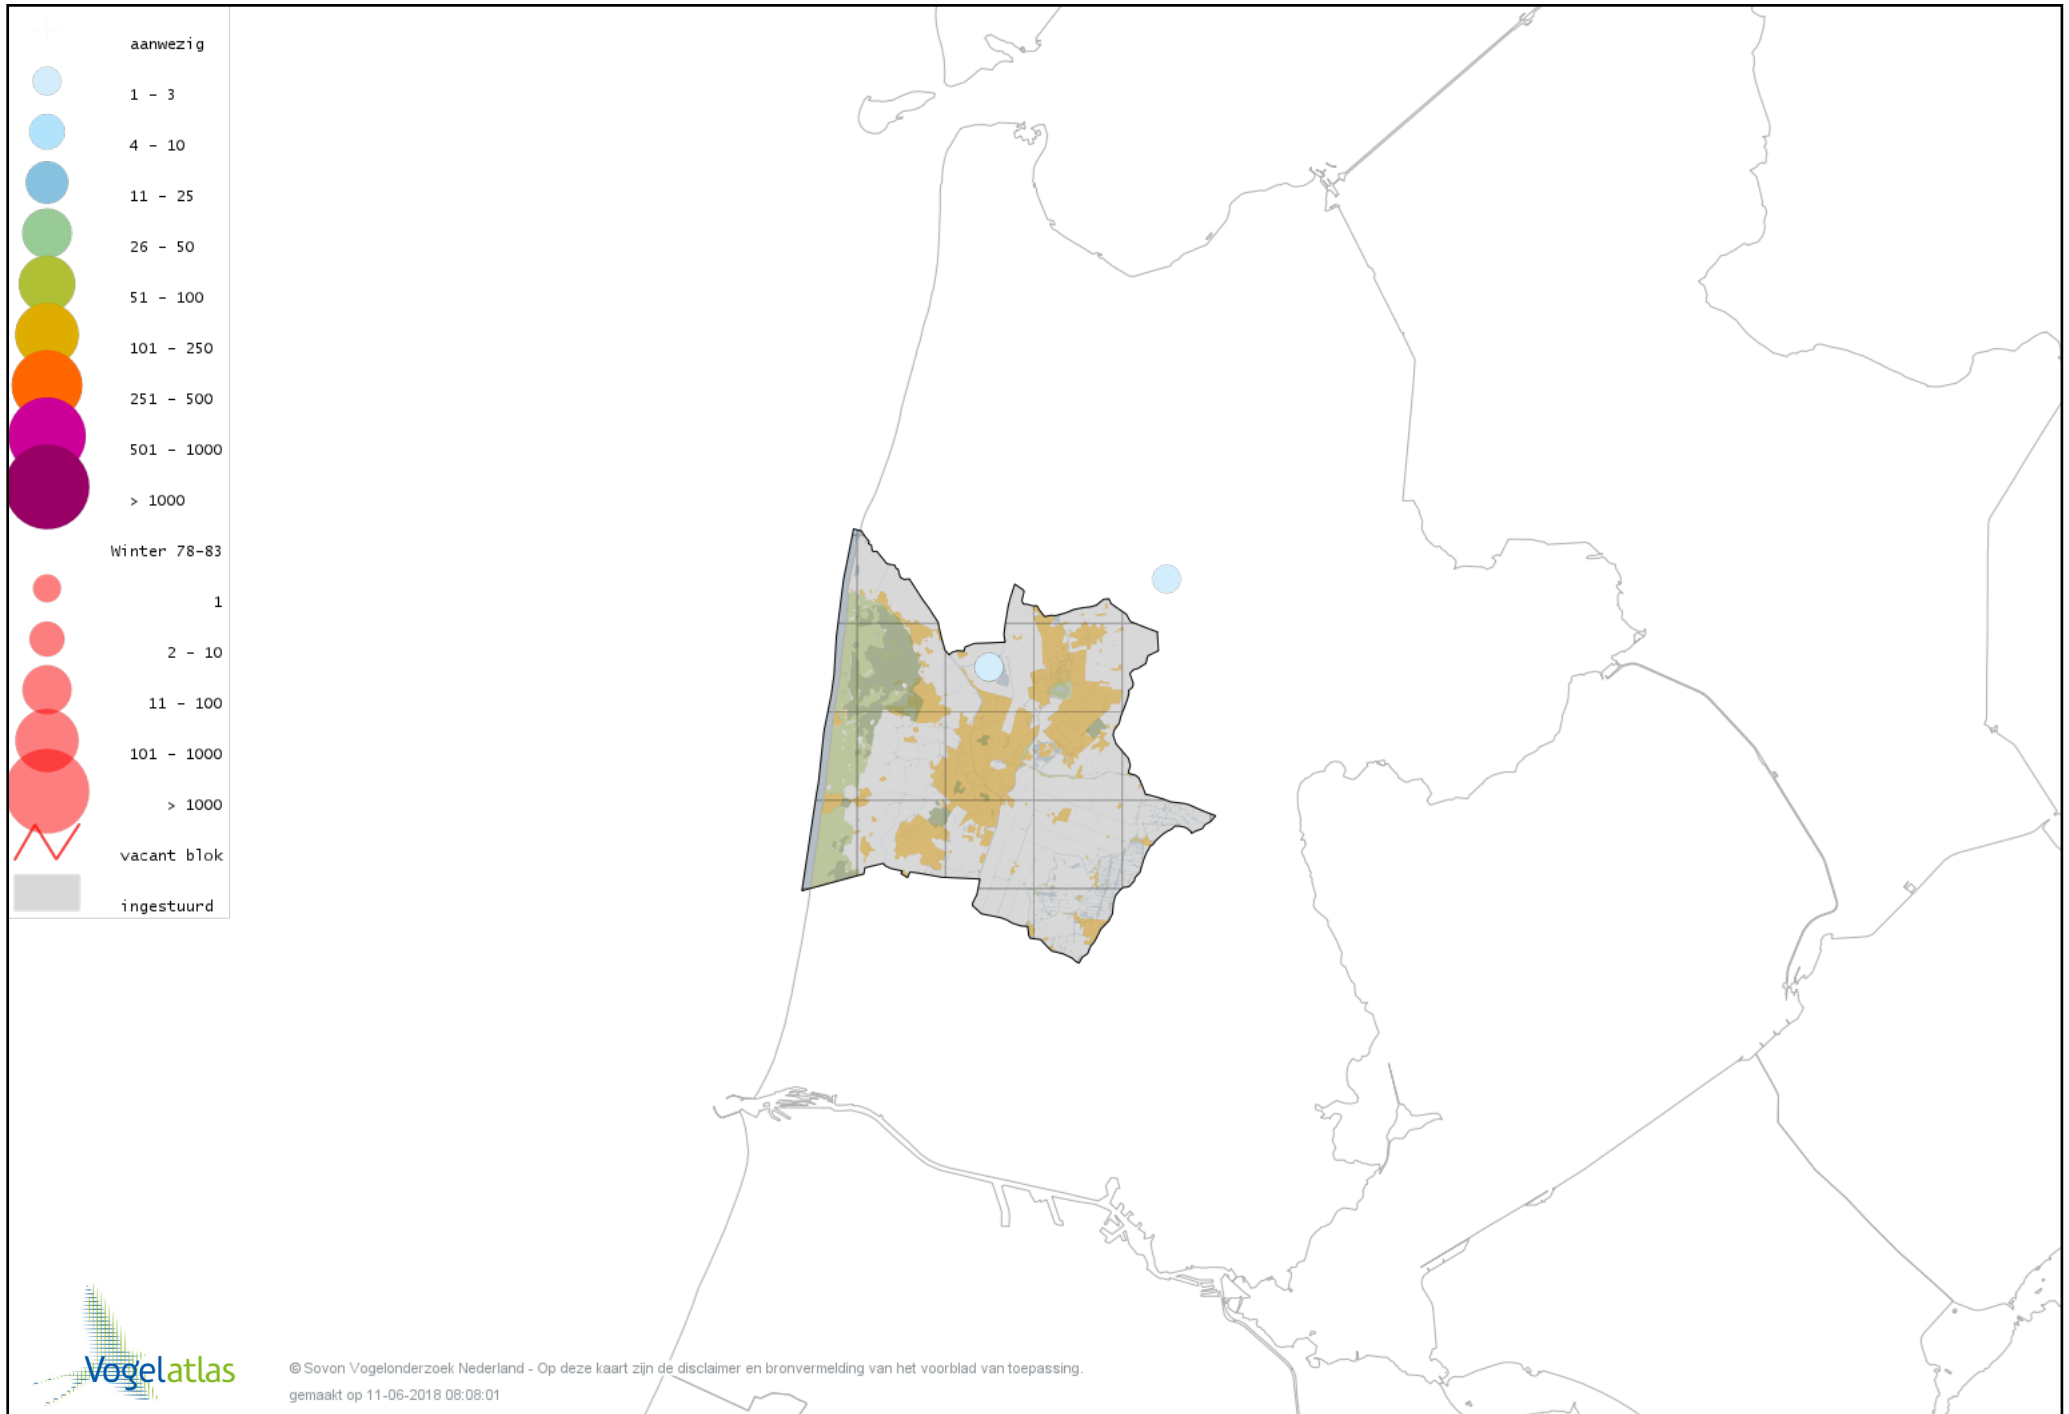 aanwezig
1 - 3
4 - 10
11 - 25
26 - 50
51 - 100
101 - 250
251 - 500
501 - 1000
> 1000
Winter 78-83
1
2 - 10
11 - 100
101 - 1000
> 1000
vacant blok
ingestuurd
Vogelatlas
© Sovon Vogelonderzoek Nederland - Op deze kaart zijn de disclaimer en bronvermelding van het voorblad van toepassing.
gemaakt op 11-06-2018 08:08:01